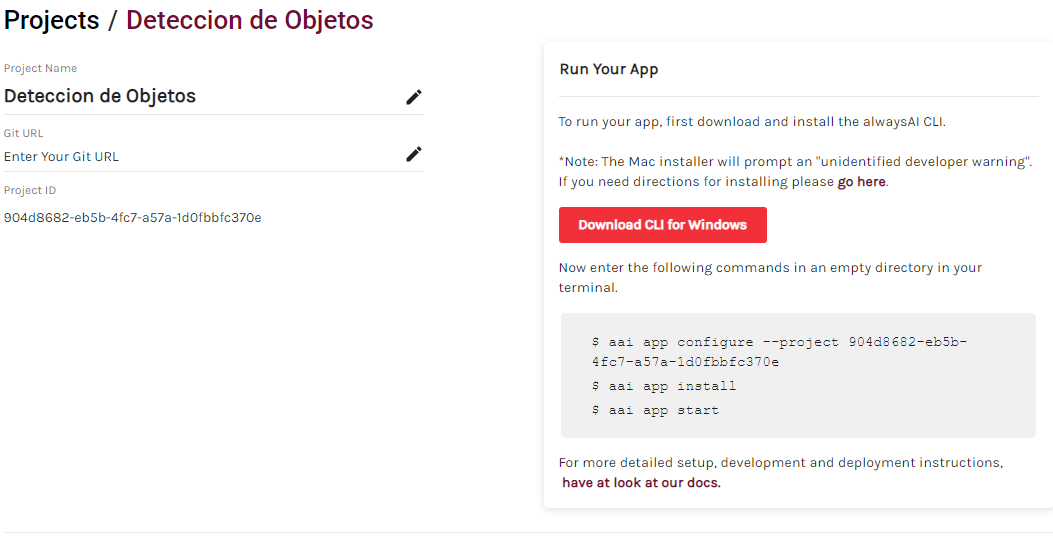 Projects / Deteccion de Objetos
Project Name
Deteccion de Objetos
Git URL
Enter Your Git URL
Project ID
904d8682-eb5b-4fc7-a57a-1d0fbbfc370e
Run Your App
To run your app, first download and install the alwaysAI CLI.
*Note: The Mac installer will prompt an "unidentified developer warning".
If you need directions for installing please go here.
Download CLI for Windows
Now enter the following commands in an empty directory in your
terminal.
$ aai app configure --project 904d8682-eb5b-
4fc7-a57a-1d0fbbfc370e
$ aai app install
$ aai app start
For more detailed setup, development and deployment instructions,
have at look at our docs.